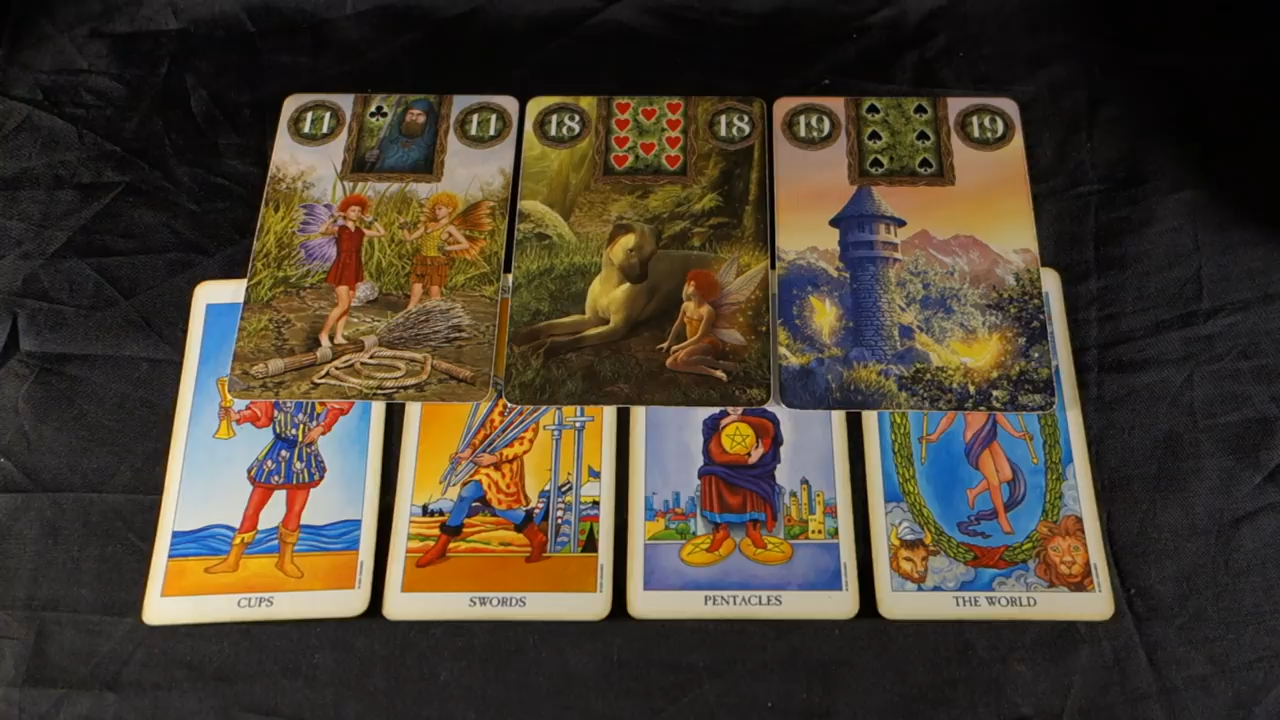 11 11
18 18
19 19
CUPS
SWORDS
PENTACLES
THE WORLD